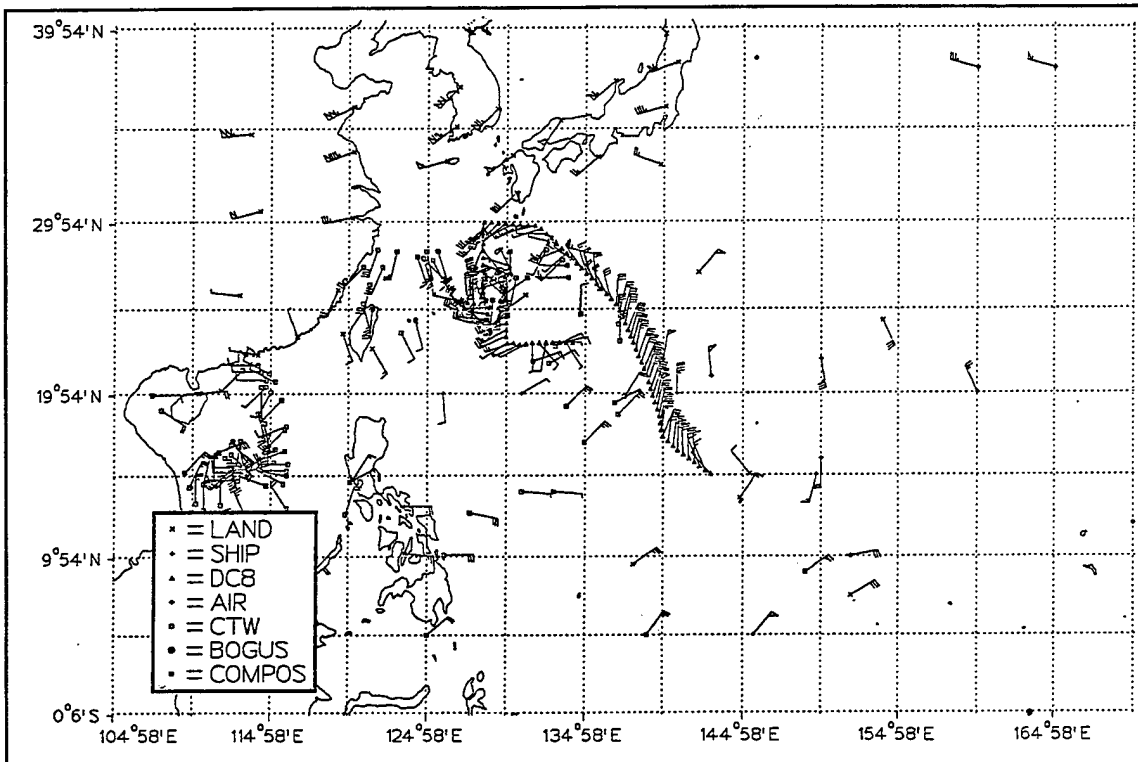 39°54'N
29°54'N
19°54'N
9°54'N
0°6'S
× = LAND
+ = SHIP
▲ = DC8
+ = AIR
□ = CTW
● = BOGUS
■ = COMPOS
104°58'E 114°58'E 124°58'E 134°58'E 144°58'E 154°58'E 164°58'E